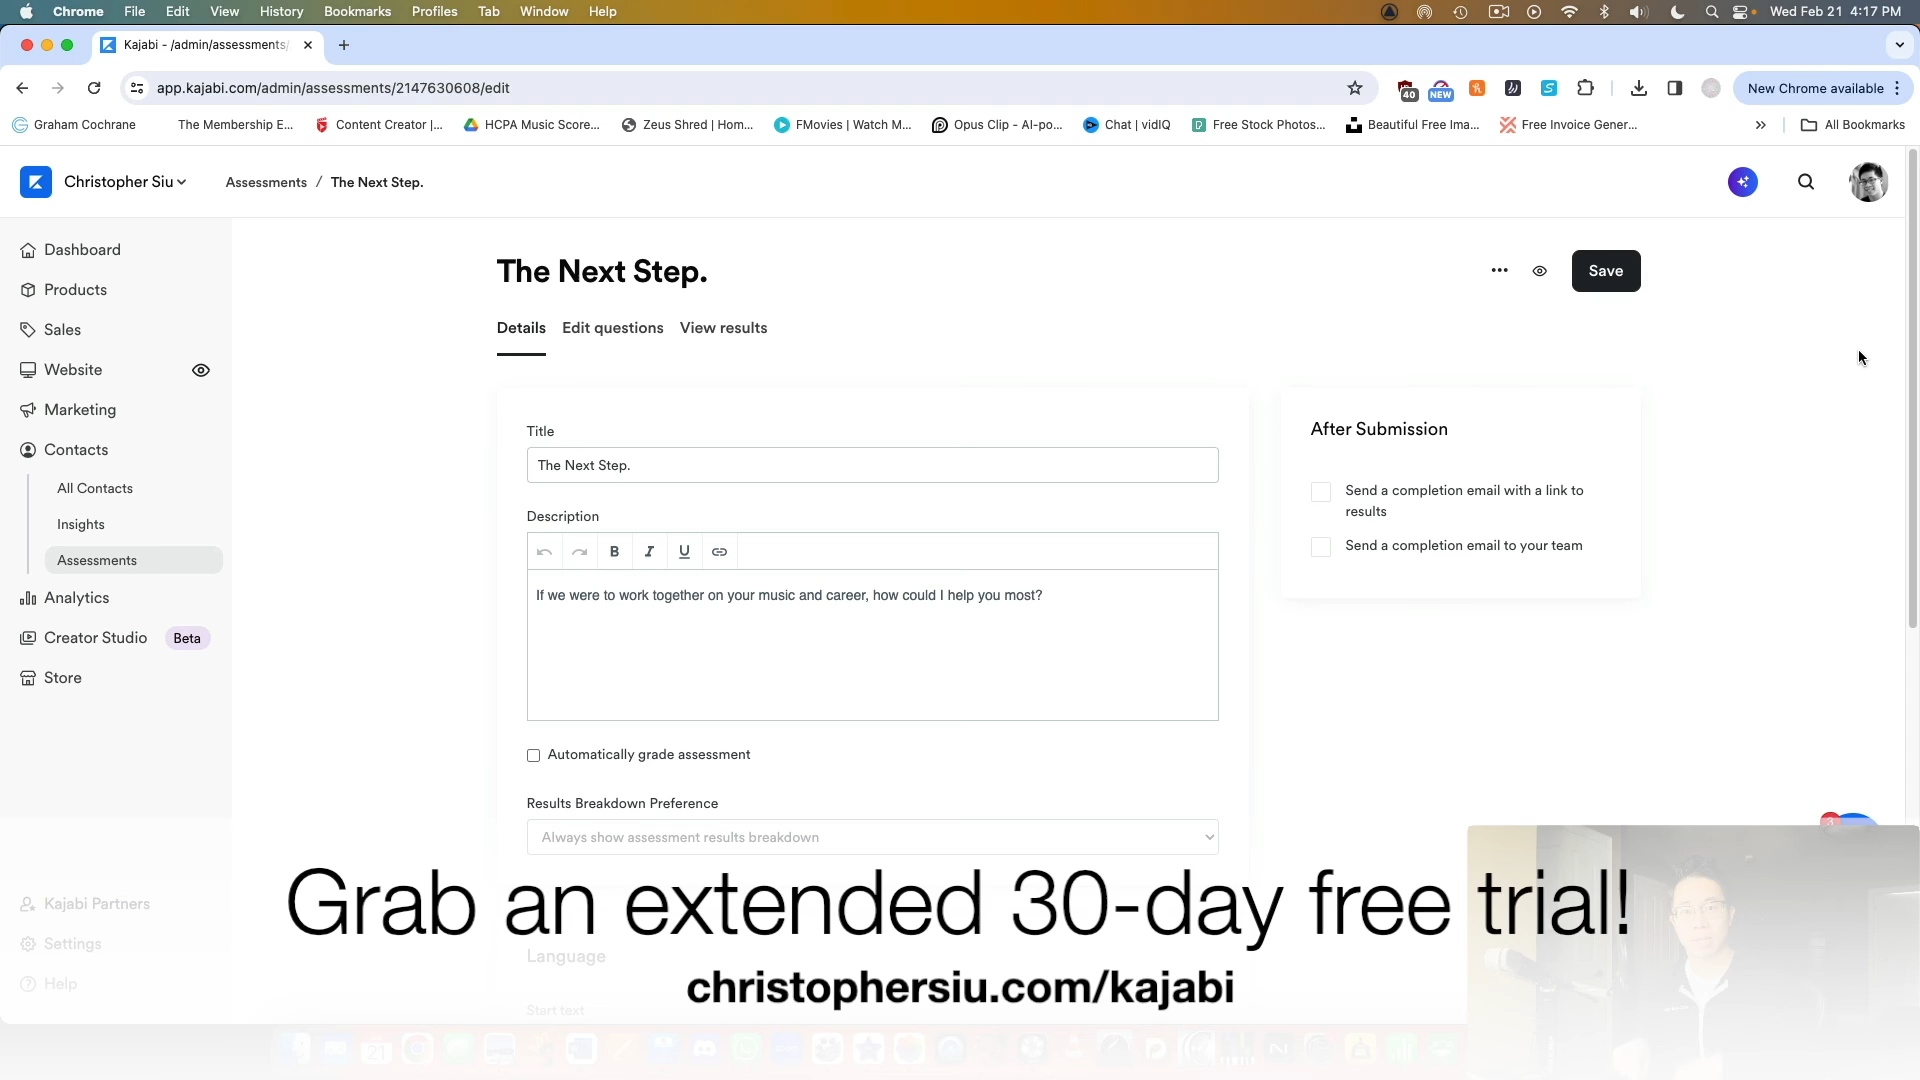 Chrome File Edit View History Bookmarks Profiles Tab Window Help
Wed Feb 21 4:17 PM
Kajabi - /admin/assessments/
app.kajabi.com/admin/assessments/2147630608/edit
40
NEW
New Chrome available
Graham Cochrane
The Membership E...
Content Creator |...
HCPA Music Score...
Zeus Shred | Hom...
FMovies | Watch M...
Opus Clip - AI-po...
Chat | vidIQ
Free Stock Photos...
Beautiful Free Ima...
Free Invoice Gener...
All Bookmarks
Christopher Siu
Assessments / The Next Step.
Dashboard
Products
Sales
Website
Marketing
Contacts
All Contacts
Insights
Assessments
Analytics
Creator Studio Beta
Store
Kajabi Partners
Settings
Help
The Next Step.
Save
Details Edit questions View results
Title
The Next Step.
Description
B I U
If we were to work together on your music and career, how could I help you most?
Automatically grade assessment
Results Breakdown Preference
Always show assessment results breakdown
Language
Start text
After Submission
Send a completion email with a link to
results
Send a completion email to your team
3
Grab an extended 30-day free trial!
christophersiu.com/kajabi
21